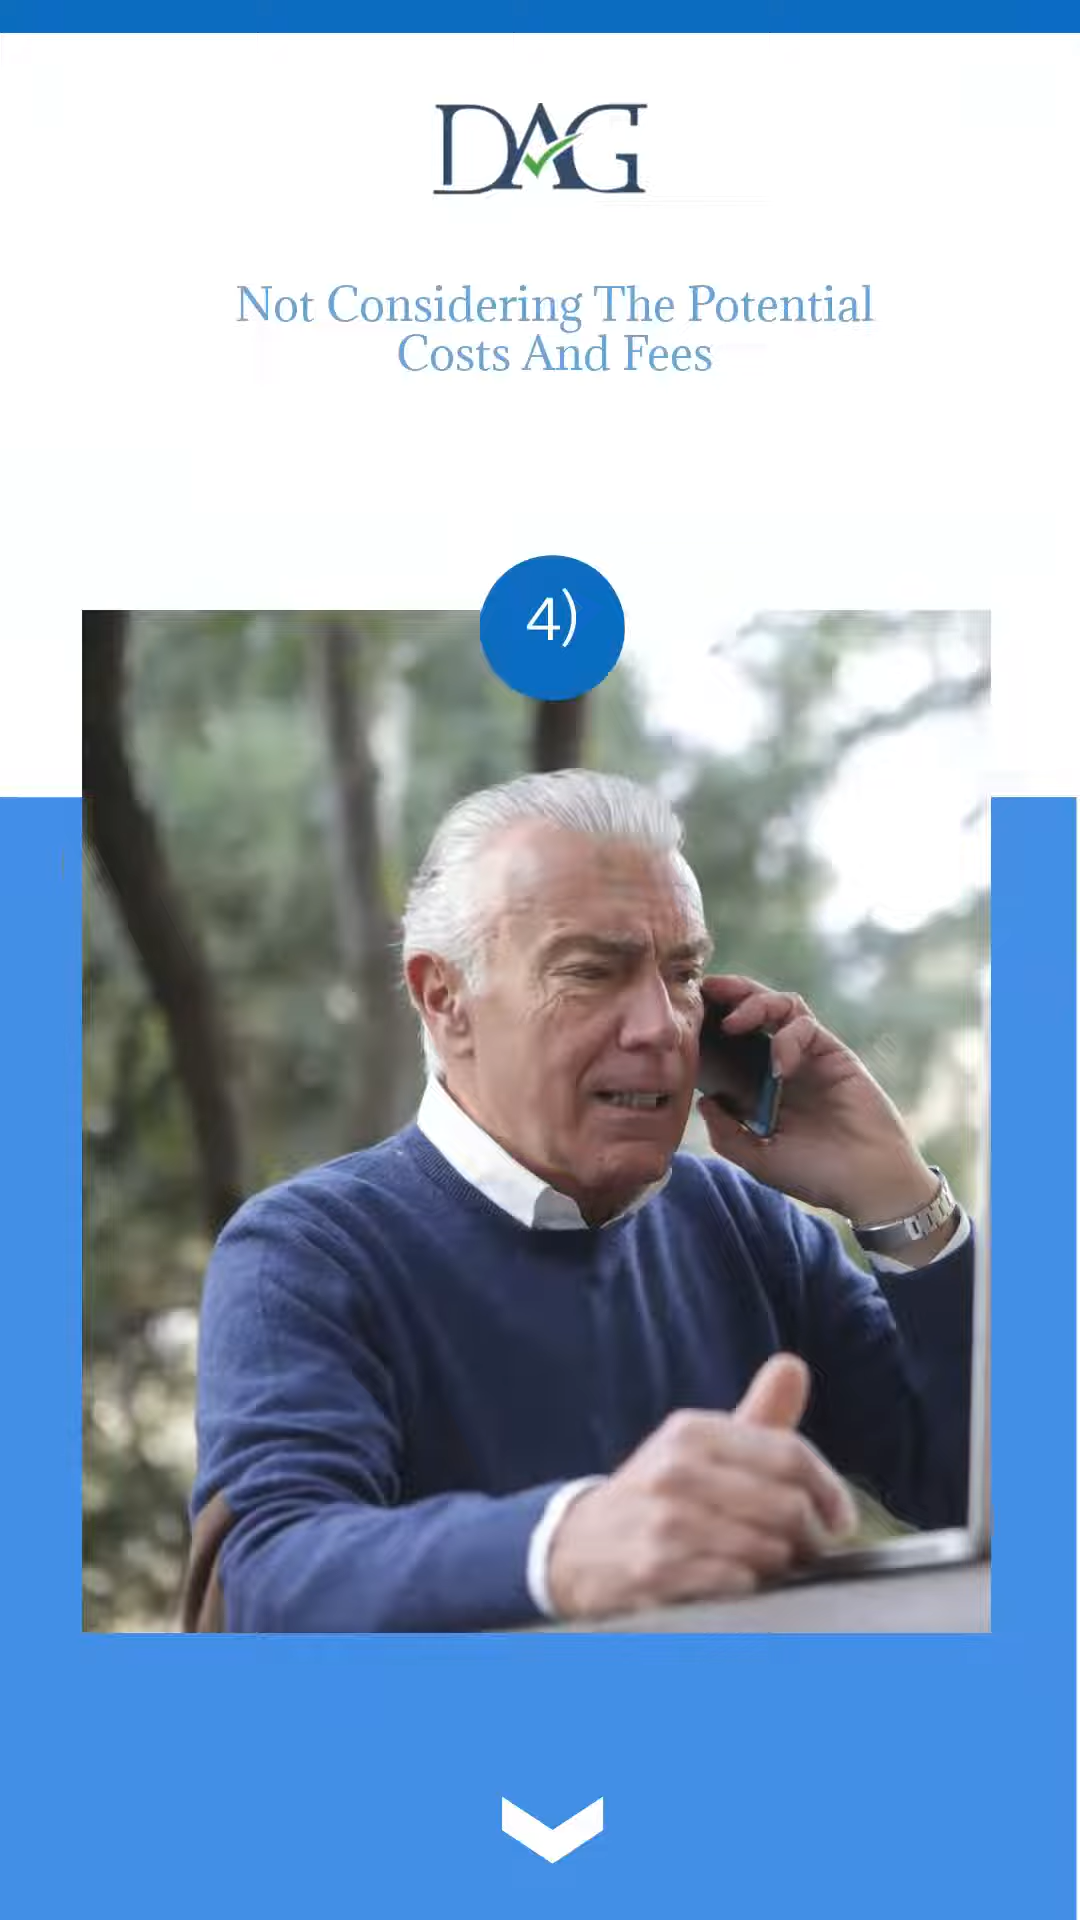 DAG
Not Considering The Potential
Costs And Fees
4)